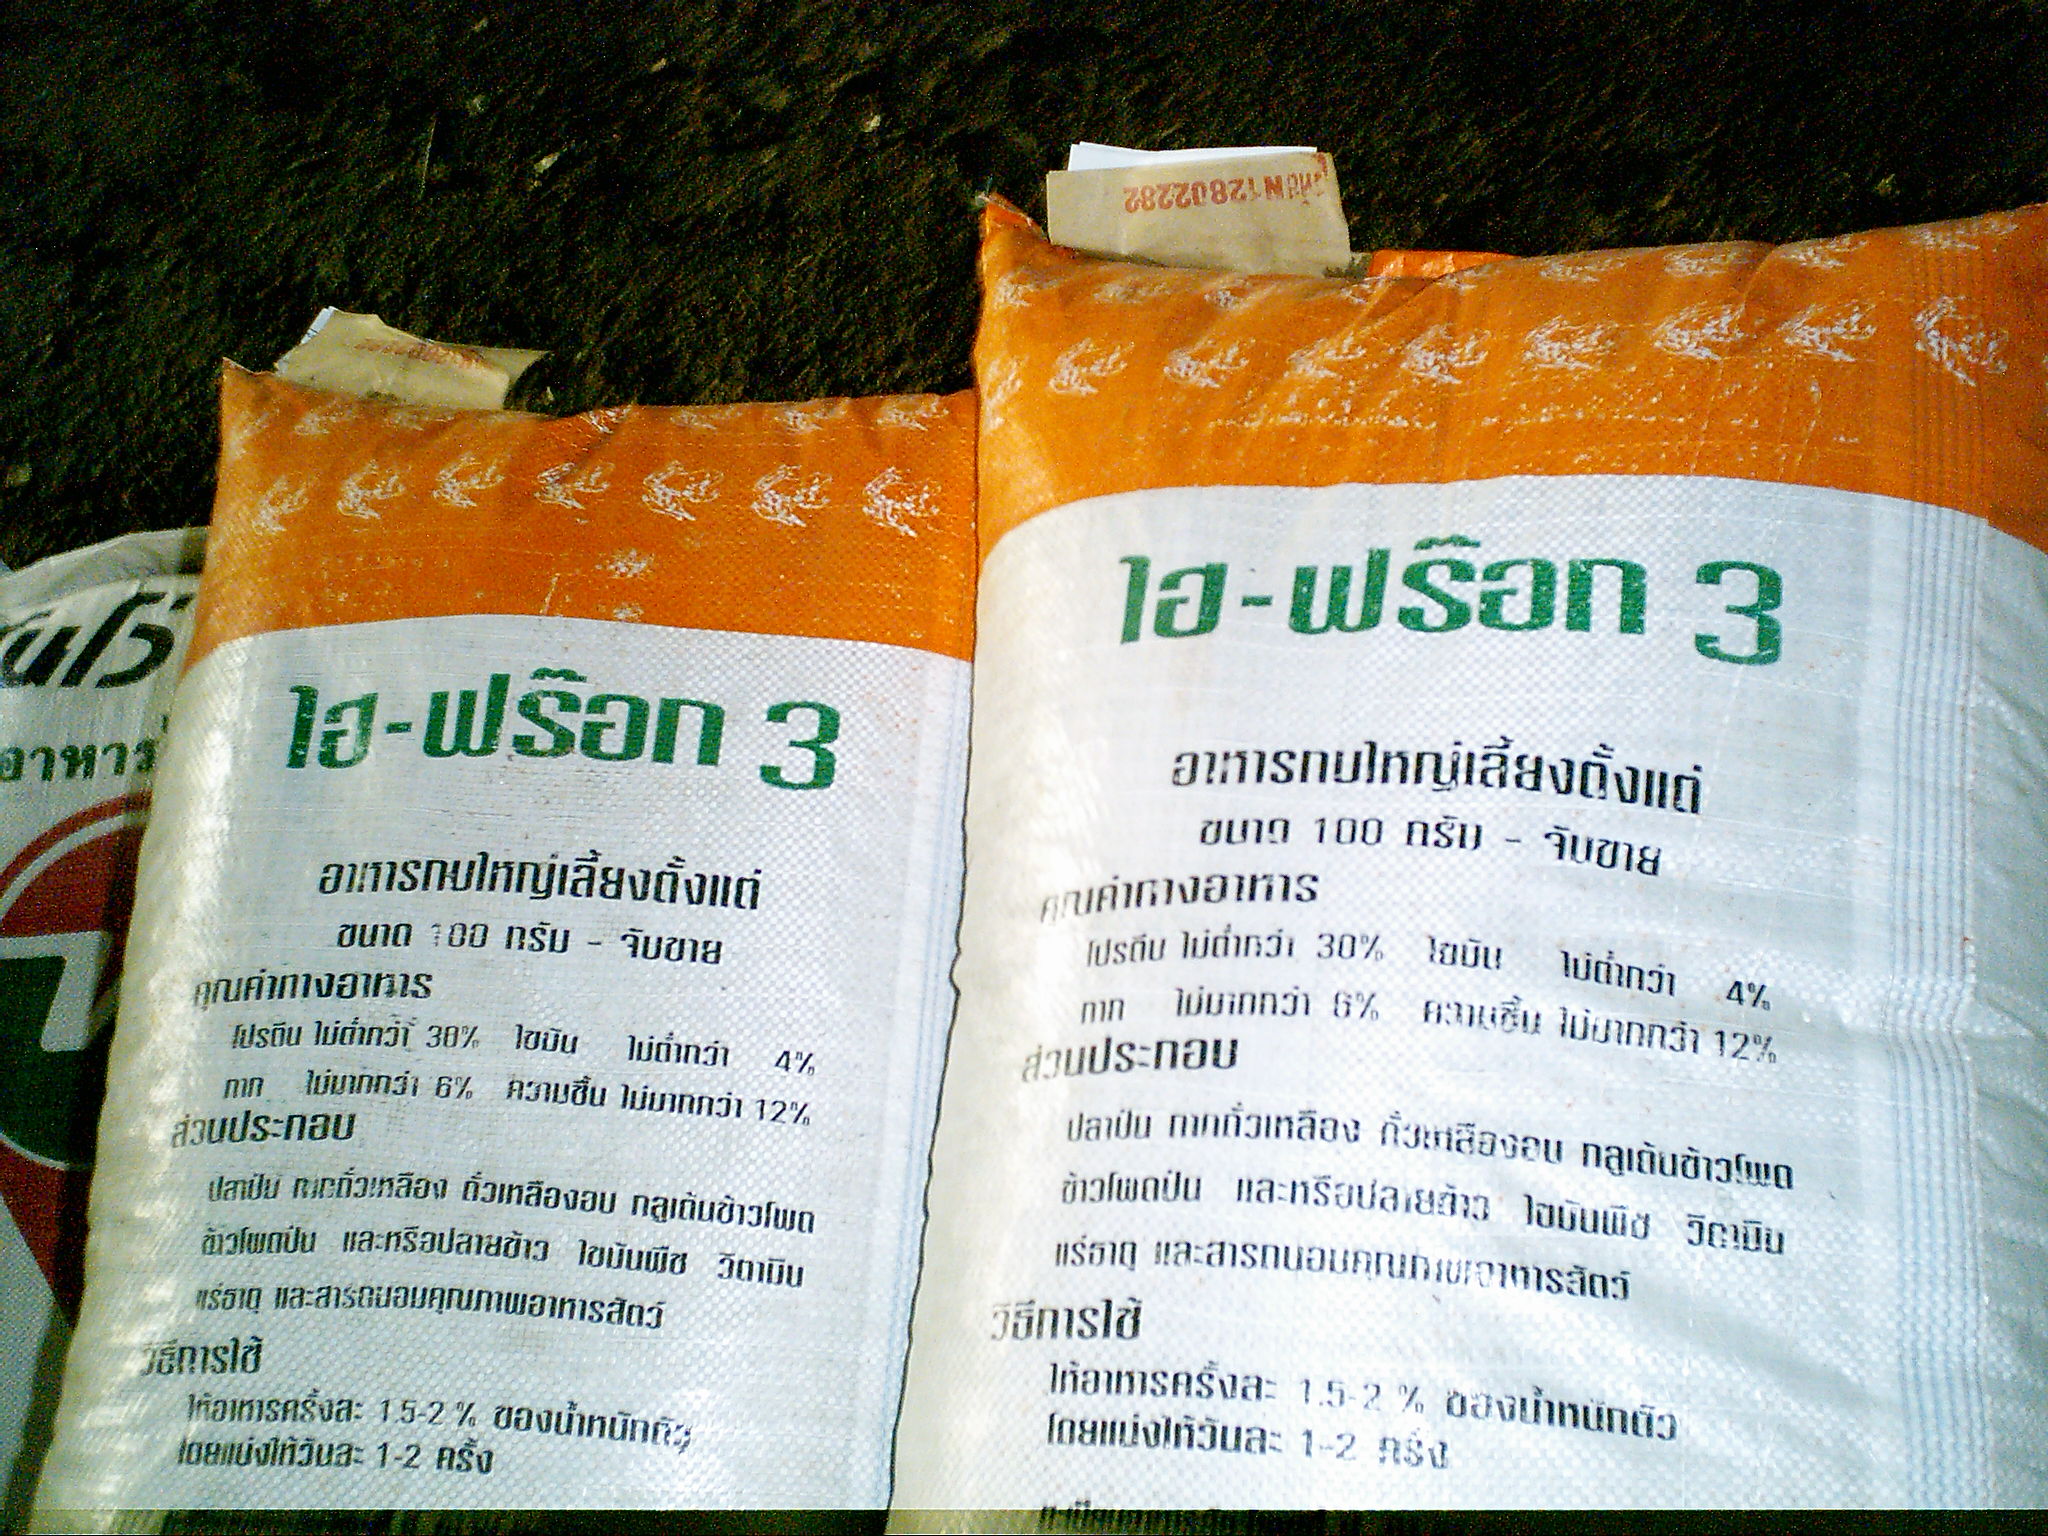 ไฮ-ฟร๊อก 3
อาหารกบใหญ่เลี้ยงตั้งแต่
ขนาด 100 กรัม - จับขาย
คุณค่าทางอาหาร
โปรตีน ไม่ต่ำกว่า 30% ไขมัน ไม่ต่ำกว่า 4%
กาก ไม่มากกว่า 6% ความชื้น ไม่มากกว่า 12%
ส่วนประกอบ
ปลาป่น กากถั่วเหลือง ถั่วเหลืองอบ กลูเต้นข้าวโพด
ข้าวโพดป่น และหรือปลายข้าว ไขมันพืช วิตามิน
แร่ธาตุ และสารถนอมคุณภาพอาหารสัตว์
วิธีการใช้
ให้อาหารครั้งละ 1.5-2 % ของน้ำหนักตัว
โดยแบ่งให้วันละ 1-2 ครั้ง
12802282
ไฮ-ฟร๊อก 3
อาหารกบใหญ่เลี้ยงตั้งแต่
ขนาด 100 กรัม - จับขาย
คุณค่าทางอาหาร
โปรตีน ไม่ต่ำกว่า 30% ไขมัน ไม่ต่ำกว่า 4%
กาก ไม่มากกว่า 6% ความชื้น ไม่มากกว่า 12%
ส่วนประกอบ
ปลาป่น กากถั่วเหลือง ถั่วเหลืองอบ กลูเต้นข้าวโพด
ข้าวโพดป่น และหรือปลายข้าว ไขมันพืช วิตามิน
แร่ธาตุ และสารถนอมคุณภาพอาหารสัตว์
วิธีการใช้
ให้อาหารครั้งละ 1.5-2 % ของน้ำหนักตัว
โดยแบ่งให้วันละ 1-2 ครั้ง
อาหาร